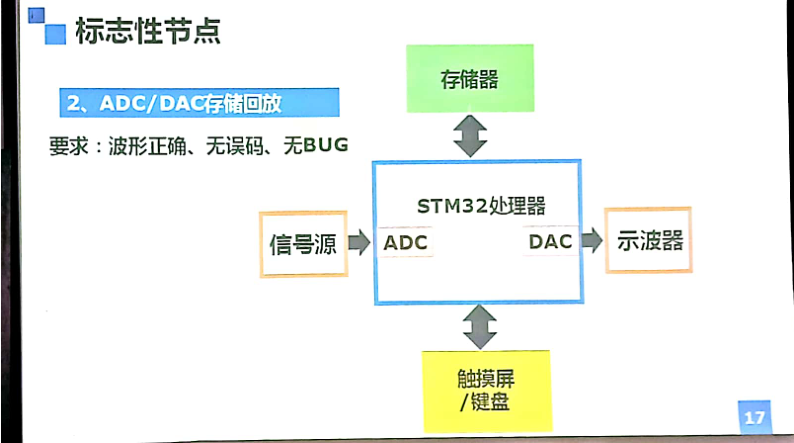 标志性节点
2、ADC/DAC存储回放
要求：波形正确、无误码、无BUG
存储器
STM32处理器
信号源
ADC
DAC
示波器
触摸屏
/键盘
17